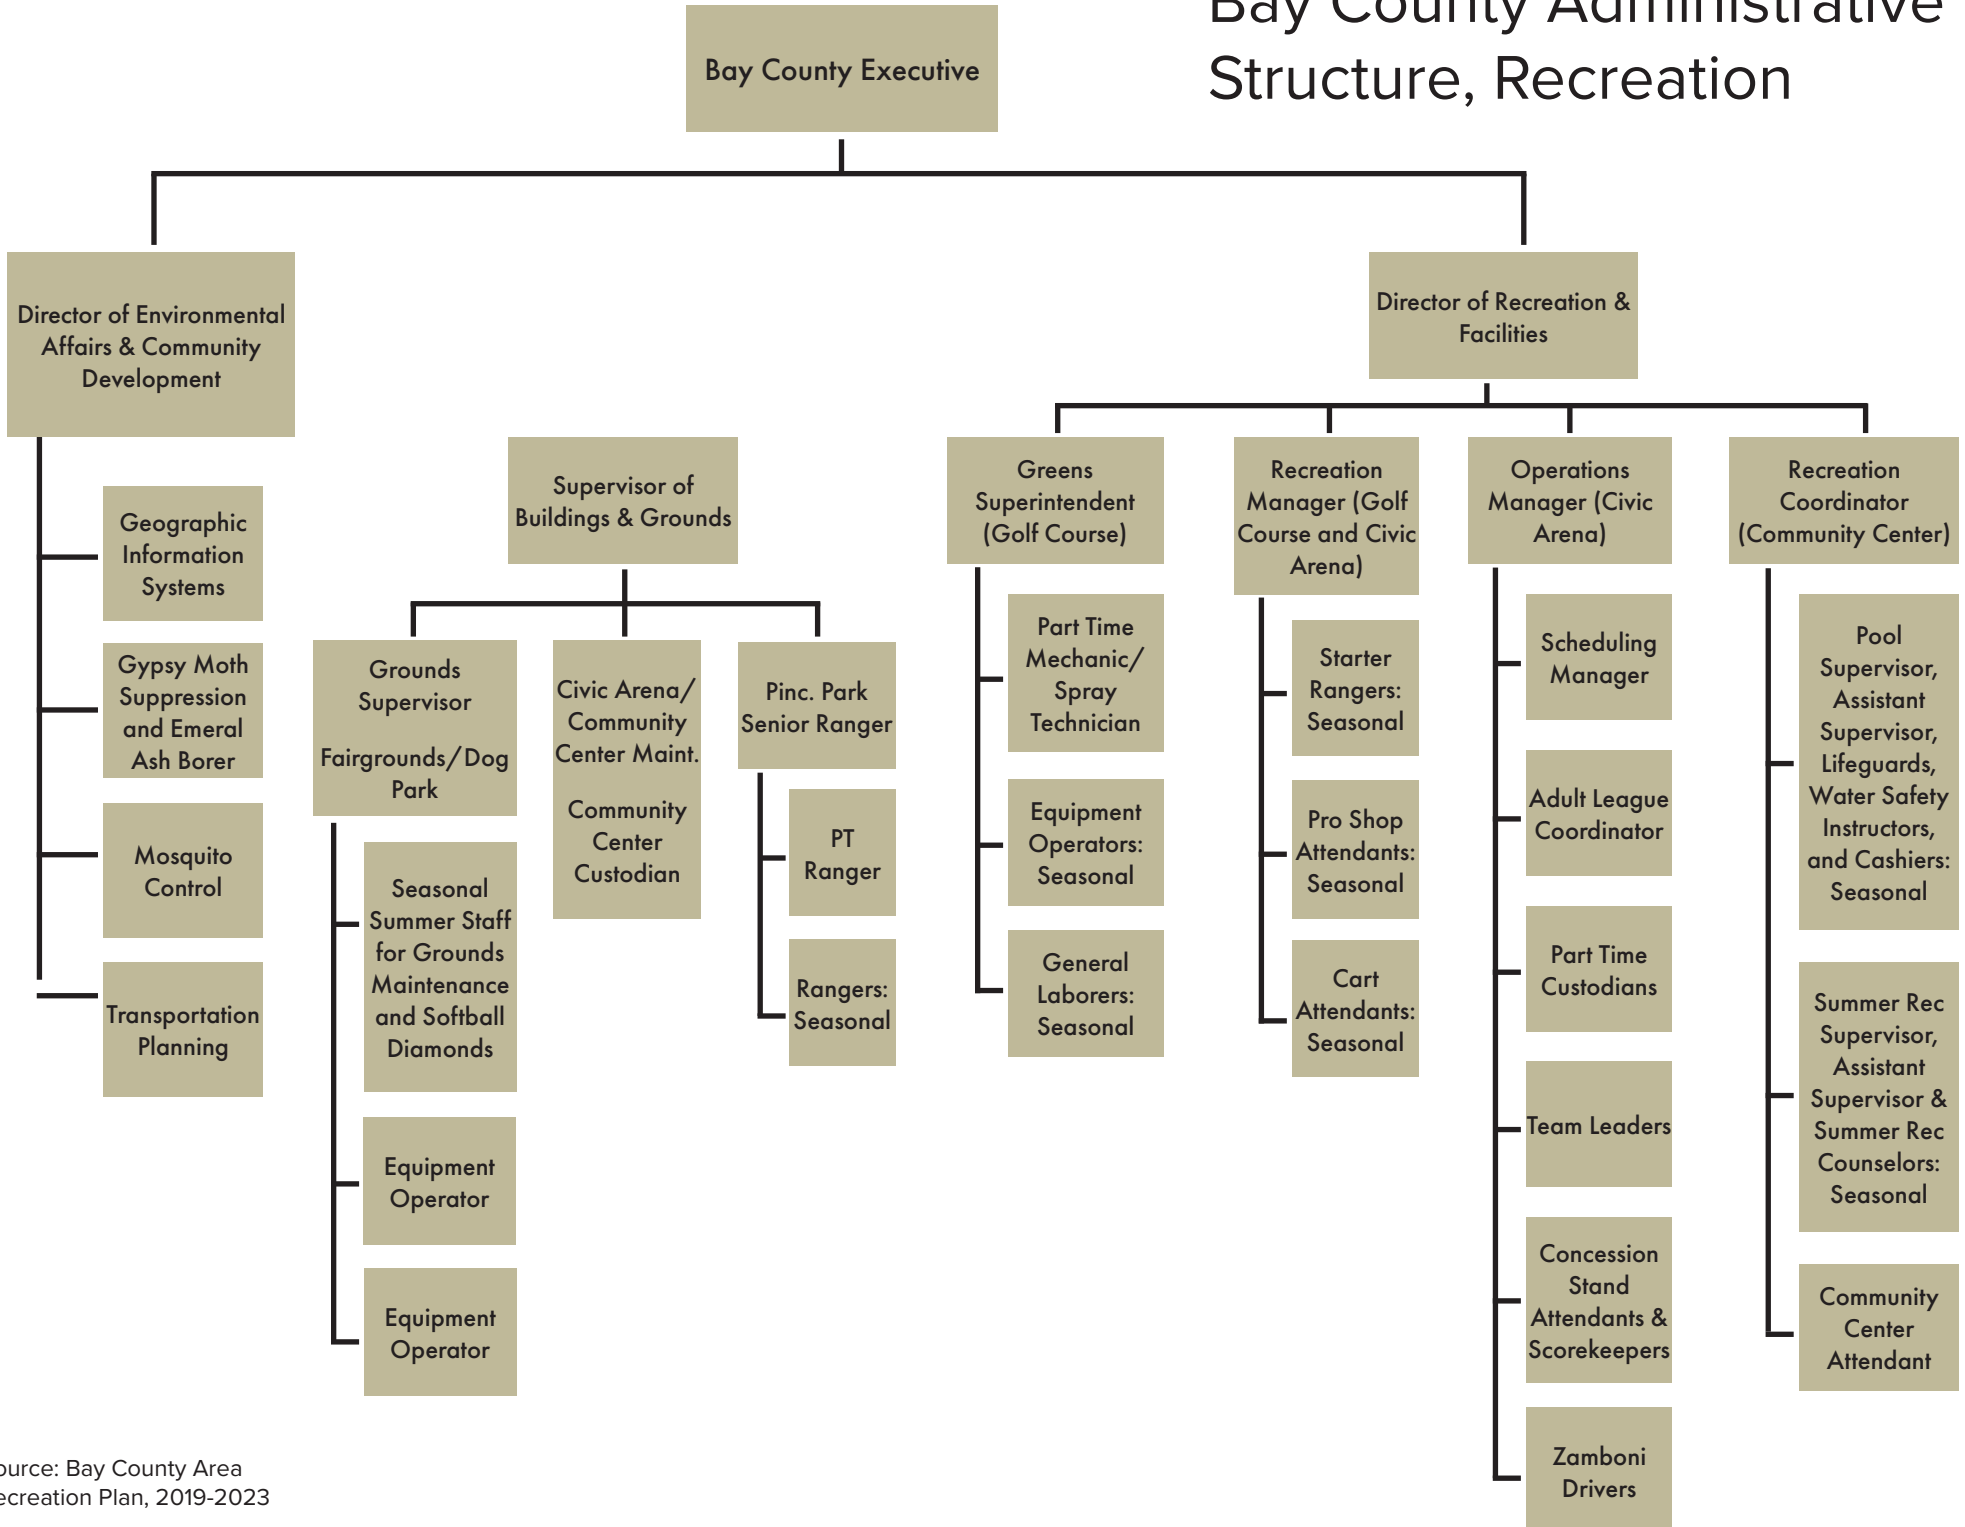 Bay County Administrative
Structure, Recreation
Bay County Executive
Director of Environmental
Affairs & Community
Development
Geographic
Information
Systems
Gypsy Moth
Suppression
and Emeral
Ash Borer
Mosquito
Control
Transportation
Planning
Supervisor of
Buildings & Grounds
Grounds
Supervisor
Fairgrounds/Dog
Park
Seasonal
Summer Staff
for Grounds
Maintenance
and Softball
Diamonds
Equipment
Operator
Equipment
Operator
Civic Arena/
Community
Center Maint.
Community
Center
Custodian
Pinc. Park
Senior Ranger
PT
Ranger
Rangers:
Seasonal
Director of Recreation &
Facilities
Greens
Superintendent
(Golf Course)
Part Time
Mechanic/
Spray
Technician
Equipment
Operators:
Seasonal
General
Laborers:
Seasonal
Recreation
Manager (Golf
Course and Civic
Arena)
Starter
Rangers:
Seasonal
Pro Shop
Attendants:
Seasonal
Cart
Attendants:
Seasonal
Operations
Manager (Civic
Arena)
Scheduling
Manager
Adult League
Coordinator
Part Time
Custodians
Team Leaders
Concession
Stand
Attendants &
Scorekeepers
Zamboni
Drivers
Recreation
Coordinator
(Community Center)
Pool
Supervisor,
Assistant
Supervisor,
Lifeguards,
Water Safety
Instructors,
and Cashiers:
Seasonal
Summer Rec
Supervisor,
Assistant
Supervisor &
Summer Rec
Counselors:
Seasonal
Community
Center
Attendant
ource: Bay County Area
ecreation Plan, 2019-2023